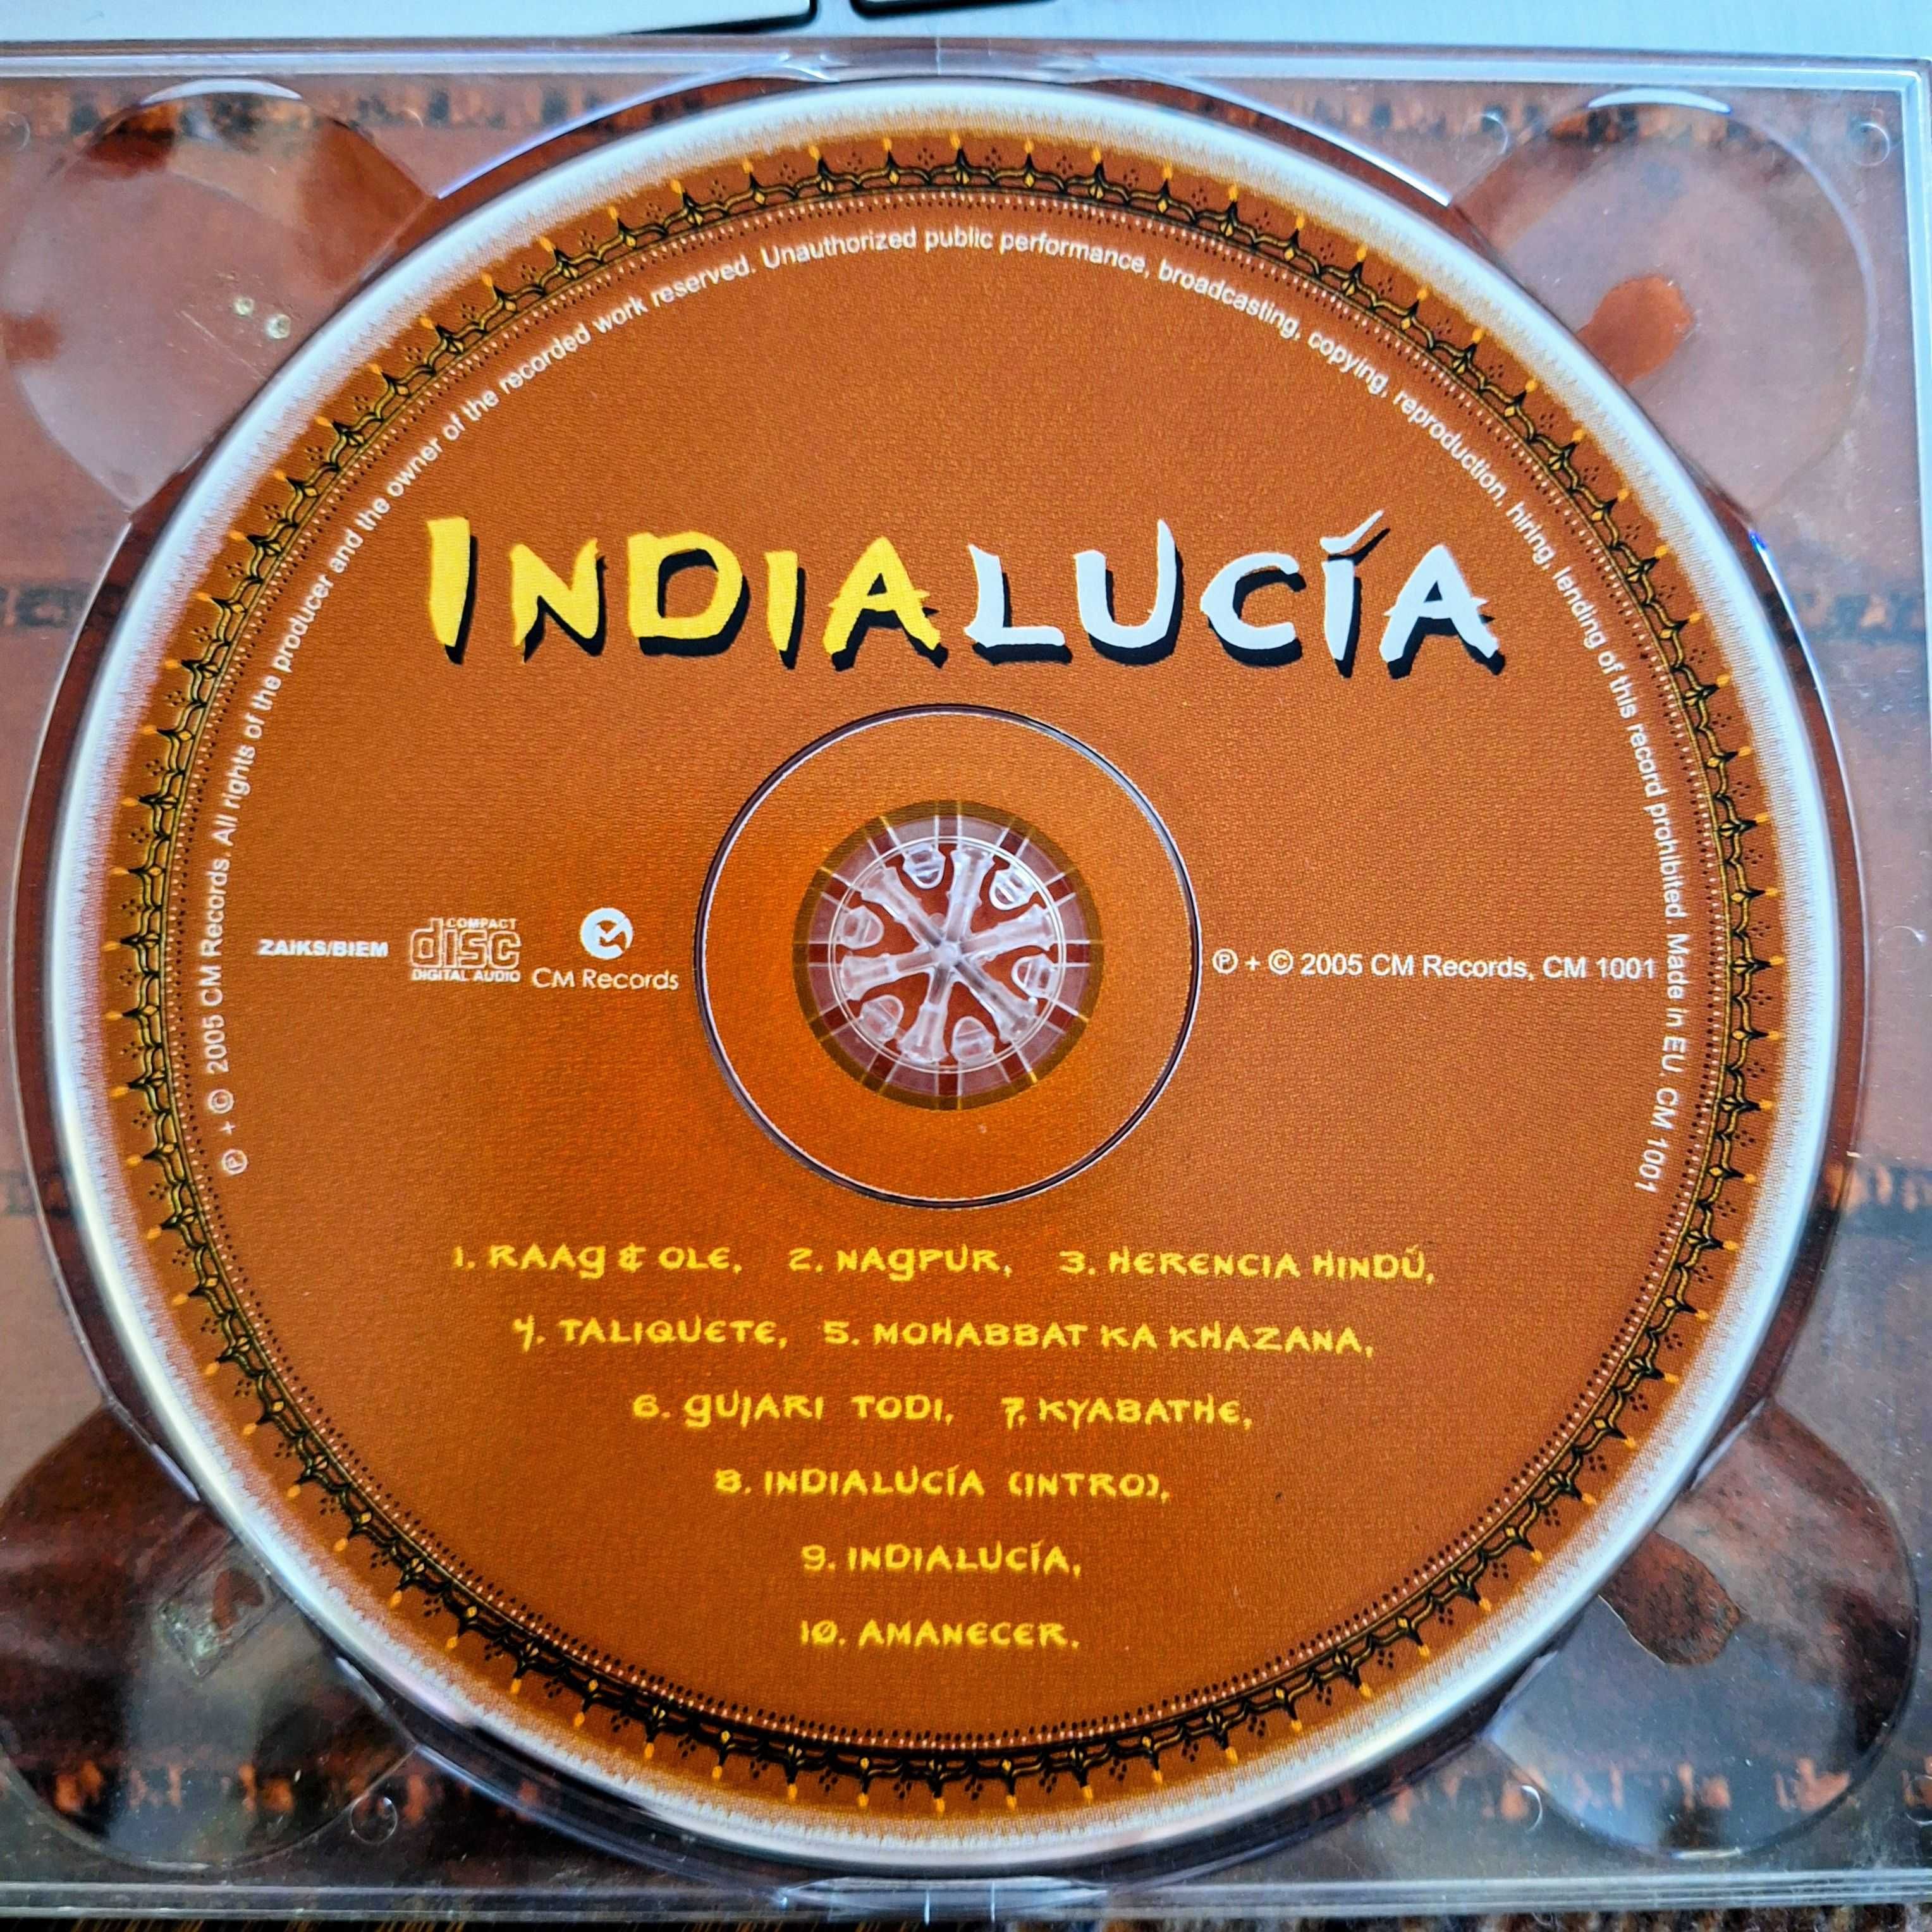 ℗ + © 2005 CM Records. All rights of the producer and the owner of the recorded work reserved. Unauthorized public performance, broadcasting, copying, reproduction, hiring, lending of this record prohibited. Made in EU, CM 1001
INDIALUCÍA
ZAIKS/BIEM
COMPACT
disc
DIGITAL AUDIO
CM Records
℗ + © 2005 CM Records, CM 1001
1. RAAG & OLE, 2. NAGPUR, 3. HERENCIA HINDÚ,
4. TALIQUETE, 5. MOHABBAT KA KHAZANA,
6. GUJARI TODI, 7. KYABATHE,
8. INDIALUCÍA (INTRO),
9. INDIALUCÍA,
10. AMANECER.